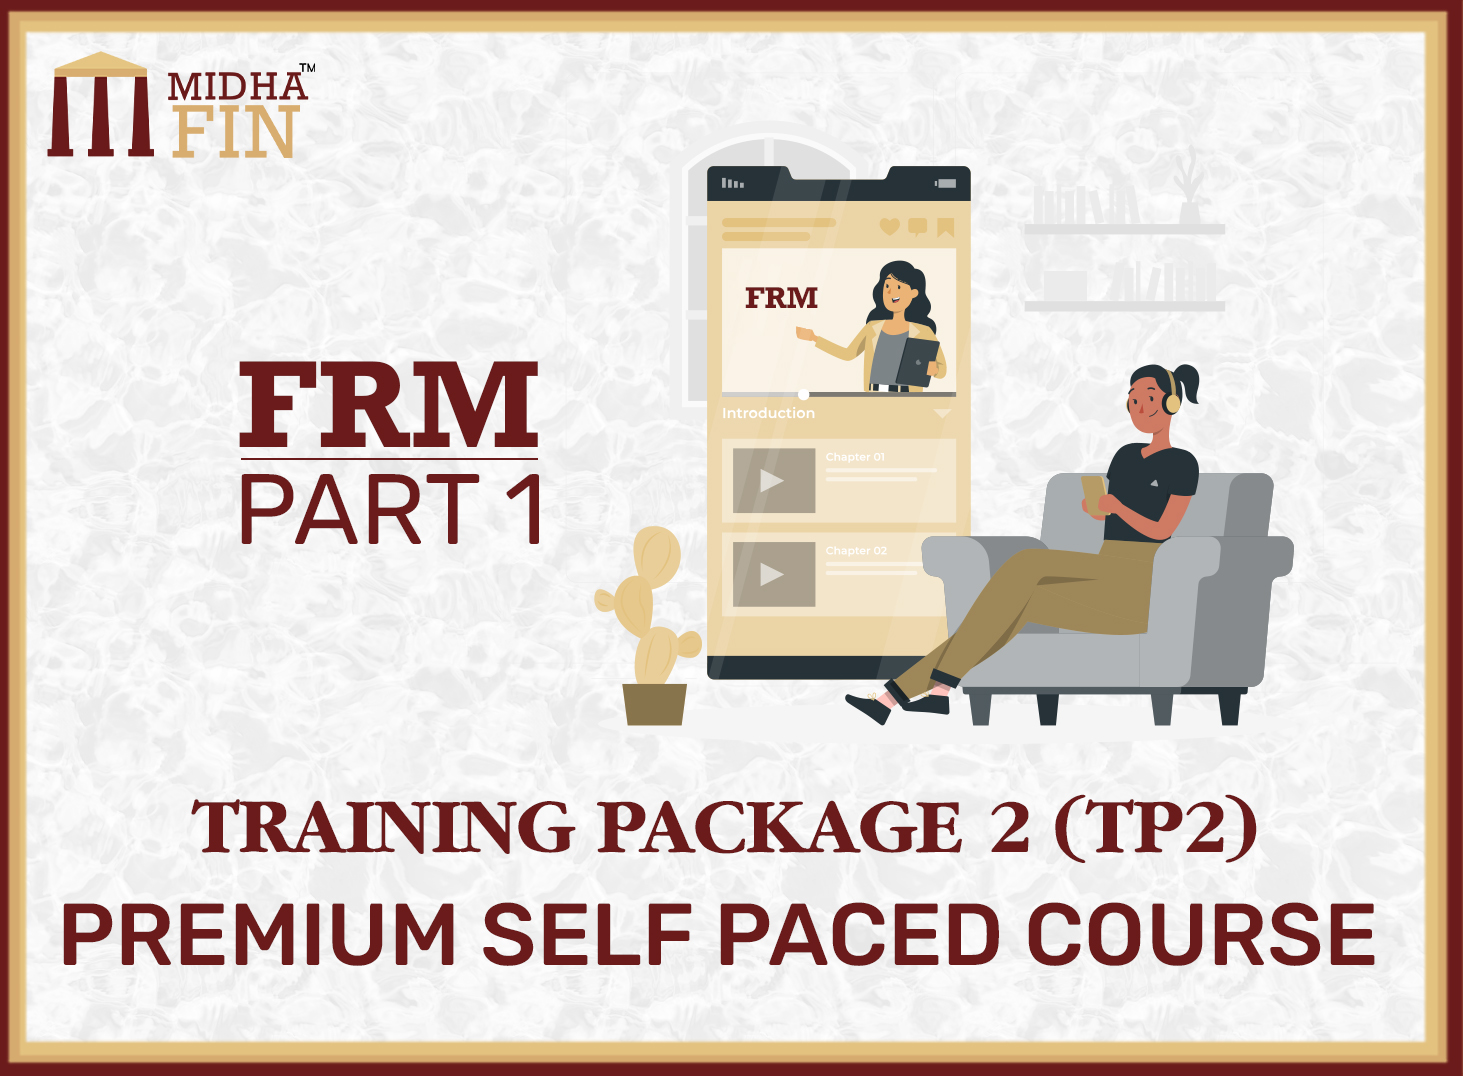 MIDHA™
FIN
FRM
Introduction
Chapter 01
Chapter 02
FRM
PART 1
TRAINING PACKAGE 2 (TP2)
PREMIUM SELF PACED COURSE